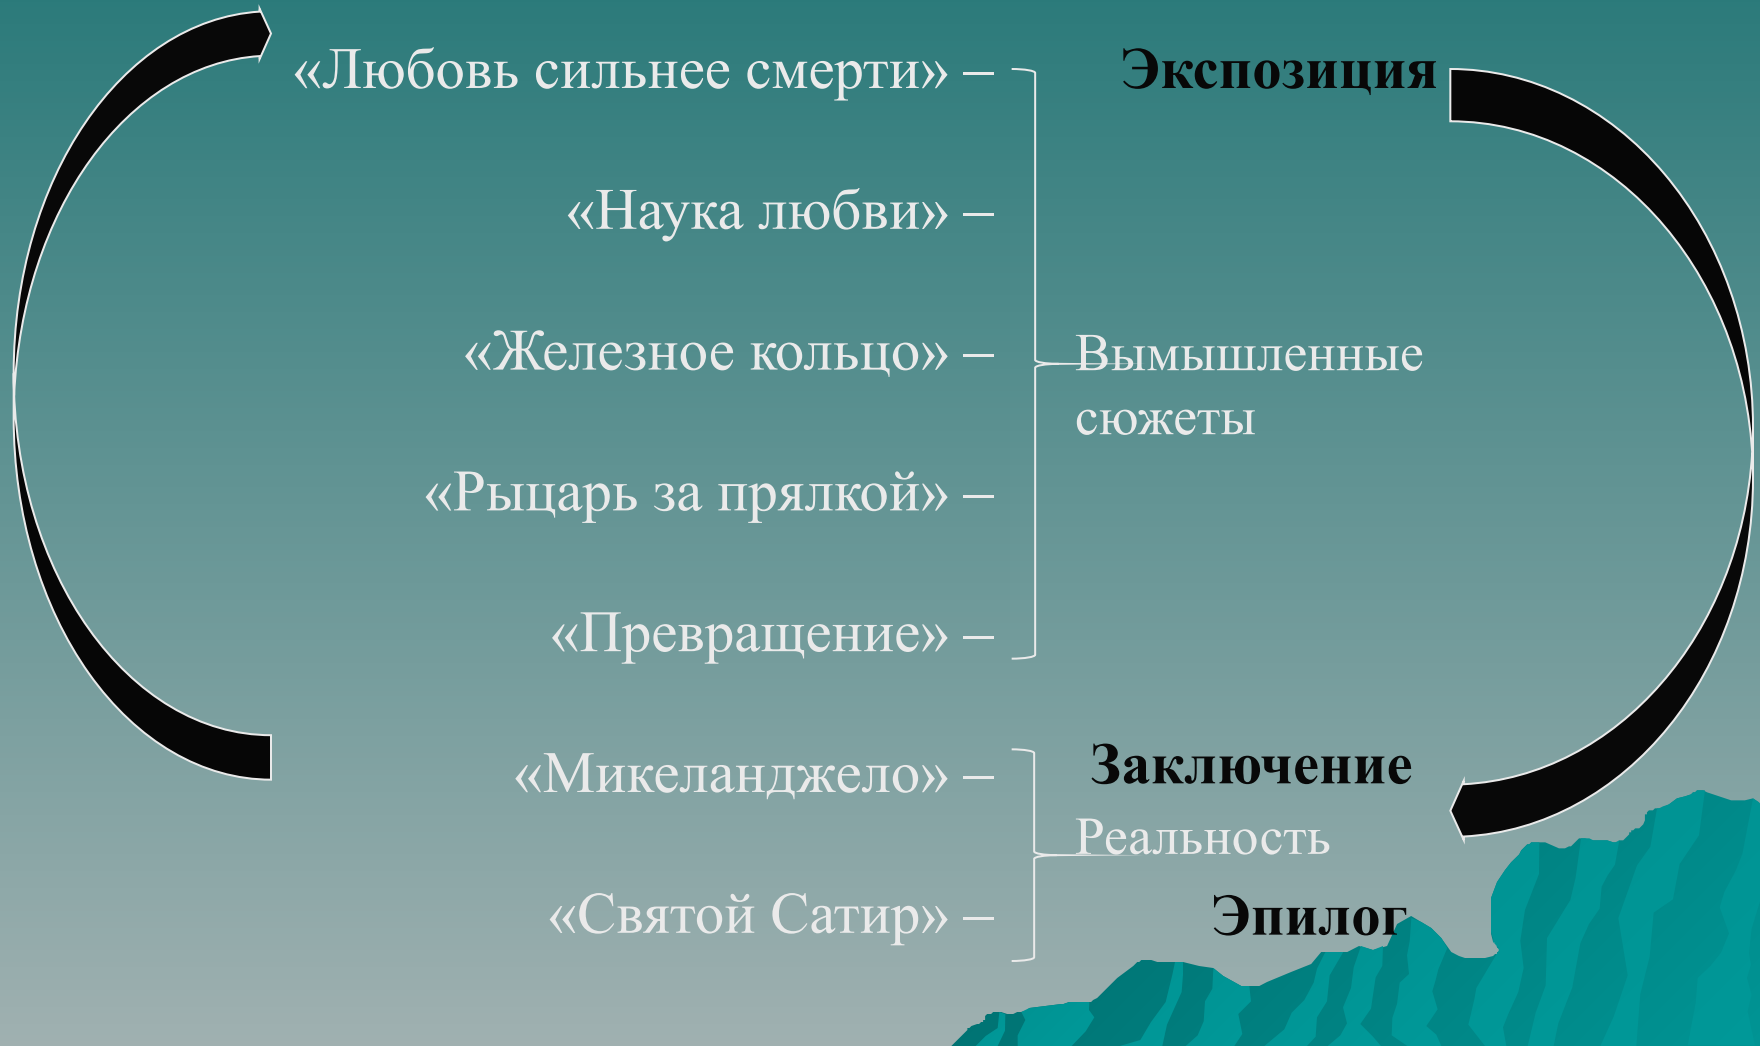 «Любовь сильнее смерти» – Экспозиция
«Наука любви» –
«Железное кольцо» –
Вымышленные
сюжеты
«Рыцарь за прялкой» –
«Превращение» –
«Микеланджело» – Заключение
Реальность
«Святой Сатир» – Эпилог